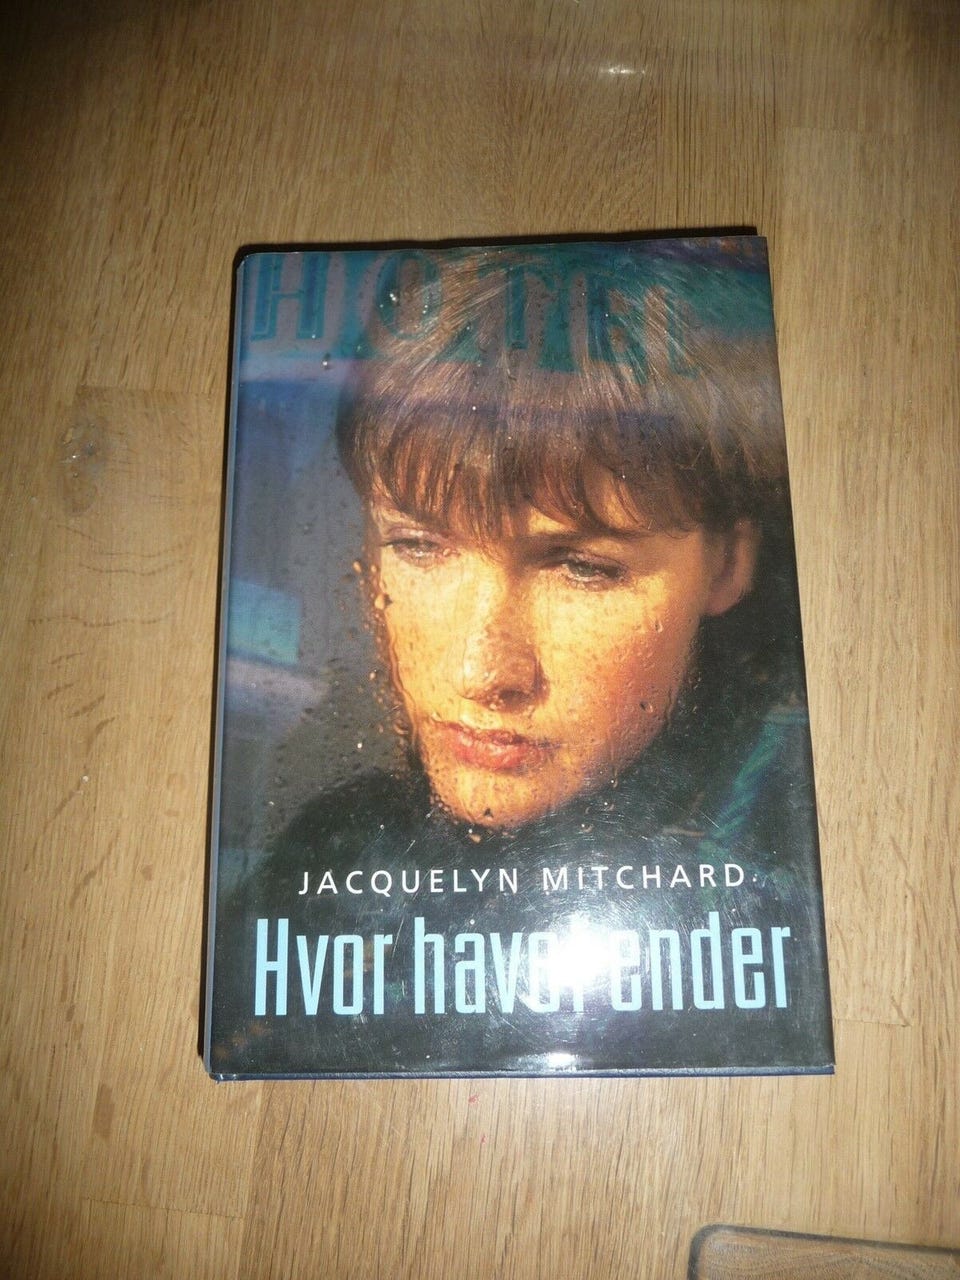 HOTEL
JACQUELYN MITCHARD
Hvor havet ender